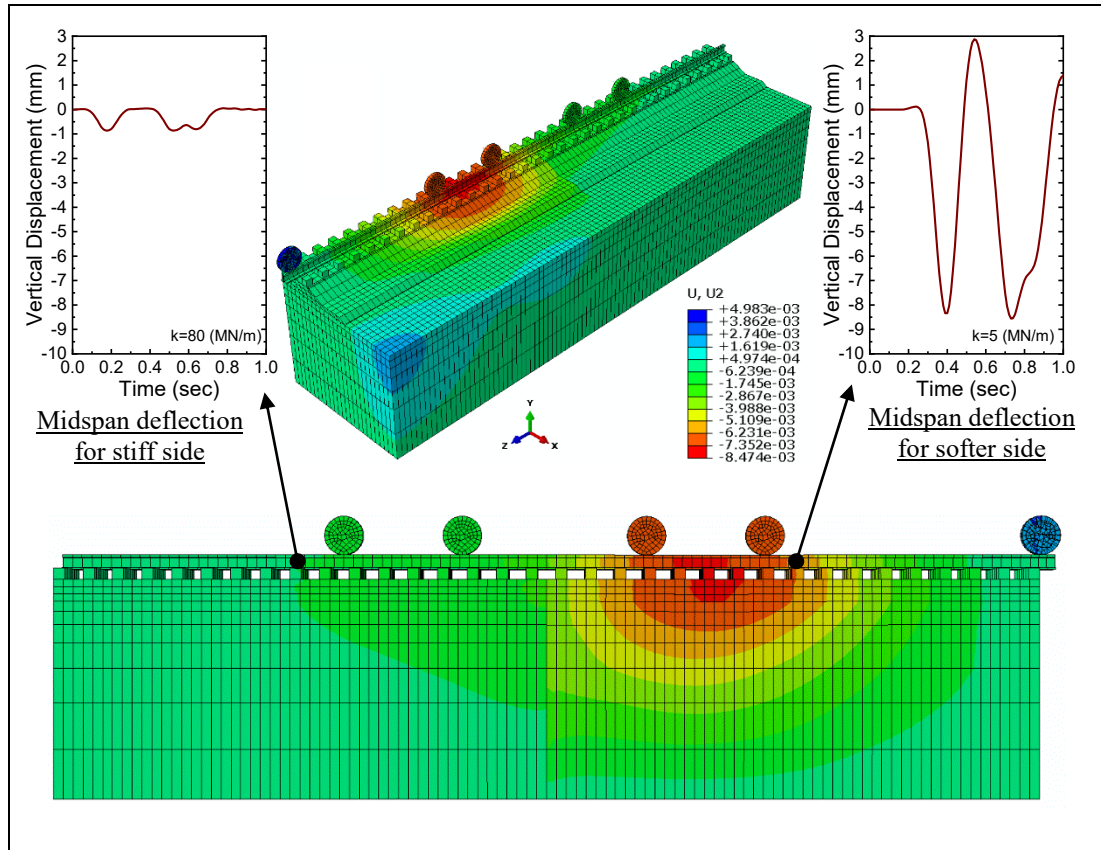 3
2
1
0
-1
-2
-3
-4
-5
-6
-7
-8
-9
-10
Vertical Displacement (mm)
k=80 (MN/m)
0.0 0.2 0.4 0.6 0.8 1.0
Time (sec)
Midspan deflection
for stiff side
U, U2
+4.983e-03
+3.862e-03
+2.740e-03
+1.619e-03
+4.974e-04
-6.239e-04
-1.745e-03
-2.867e-03
-3.988e-03
-5.109e-03
-6.231e-03
-7.352e-03
-8.474e-03
Y
Z
X
3
2
1
0
-1
-2
-3
-4
-5
-6
-7
-8
-9
-10
Vertical Displacement (mm)
k=5 (MN/m)
0.0 0.2 0.4 0.6 0.8 1.0
Time (sec)
Midspan deflection
for softer side